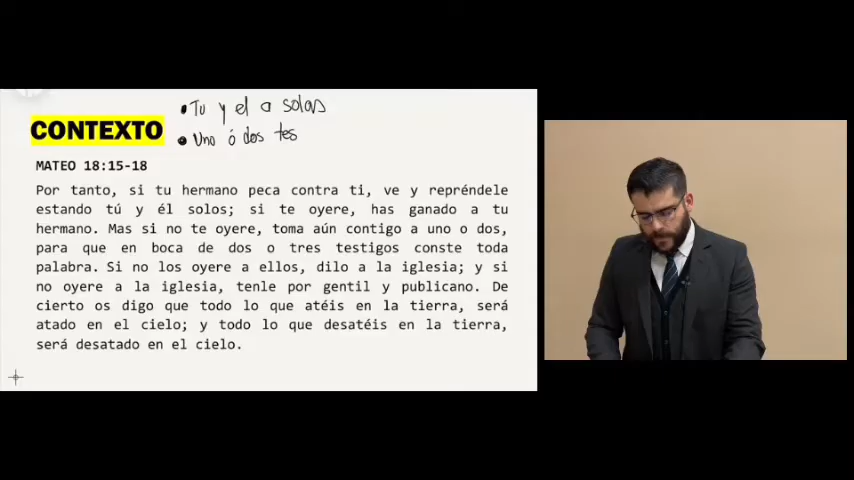 • Tu y el a solas
CONTEXTO
• Uno ó dos tes
MATEO 18:15-18
Por tanto, si tu hermano peca contra ti, ve y repréndele
estando tú y él solos; si te oyere, has ganado a tu
hermano. Mas si no te oyere, toma aún contigo a uno o dos,
para que en boca de dos o tres testigos conste toda
palabra. Si no los oyere a ellos, dilo a la iglesia; y si
no oyere a la iglesia, tenle por gentil y publicano. De
cierto os digo que todo lo que atéis en la tierra, será
atado en el cielo; y todo lo que desatéis en la tierra,
será desatado en el cielo.